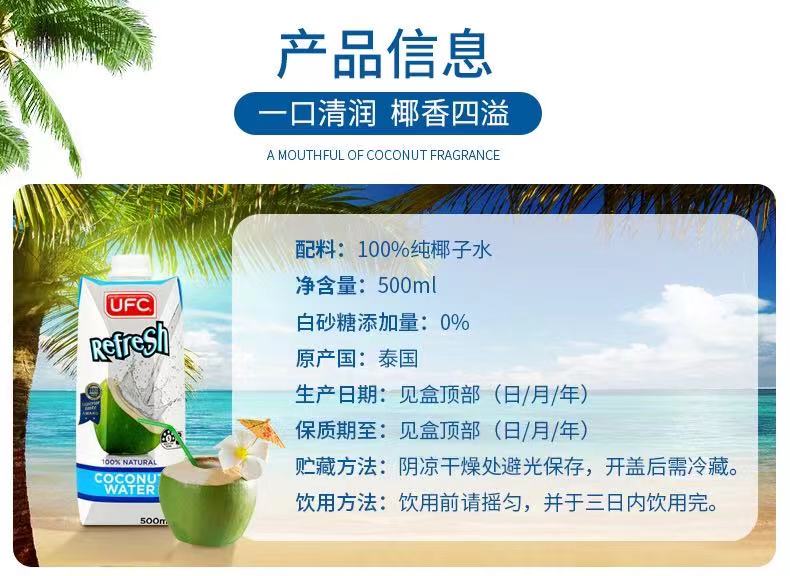 产品信息
一口清润 椰香四溢
A MOUTHFUL OF COCONUT FRAGRANCE
配料：100%纯椰子水
净含量：500ml
白砂糖添加量：0%
原产国：泰国
生产日期：见盒顶部（日/月/年）
保质期至：见盒顶部（日/月/年）
贮藏方法：阴凉干燥处避光保存，开盖后需冷藏。
饮用方法：饮用前请摇匀，并于三日内饮用完。
UFC
Refresh
100% NATURAL
COCONUT
WATER
500m